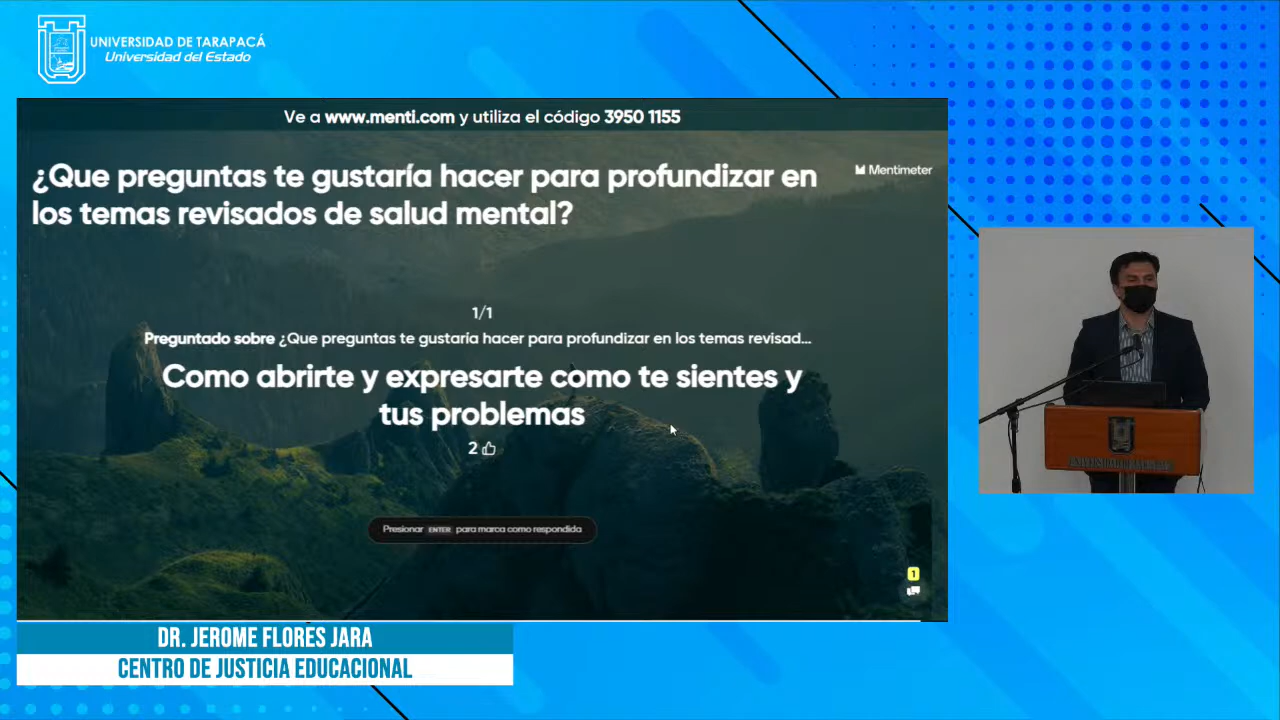 UNIVERSIDAD DE TARAPACÁ
Universidad del Estado
Ve a www.menti.com y utiliza el código 3950 1155
¿Que preguntas te gustaría hacer para profundizar en
los temas revisados de salud mental?
Mentimeter
1/1
Preguntado sobre ¿Que preguntas te gustaría hacer para profundizar en los temas revisad...
Como abrirte y expresarte como te sientes y
tus problemas
2
Presionar ENTER para marca como respondida
1
DR. JEROME FLORES JARA
CENTRO DE JUSTICIA EDUCACIONAL